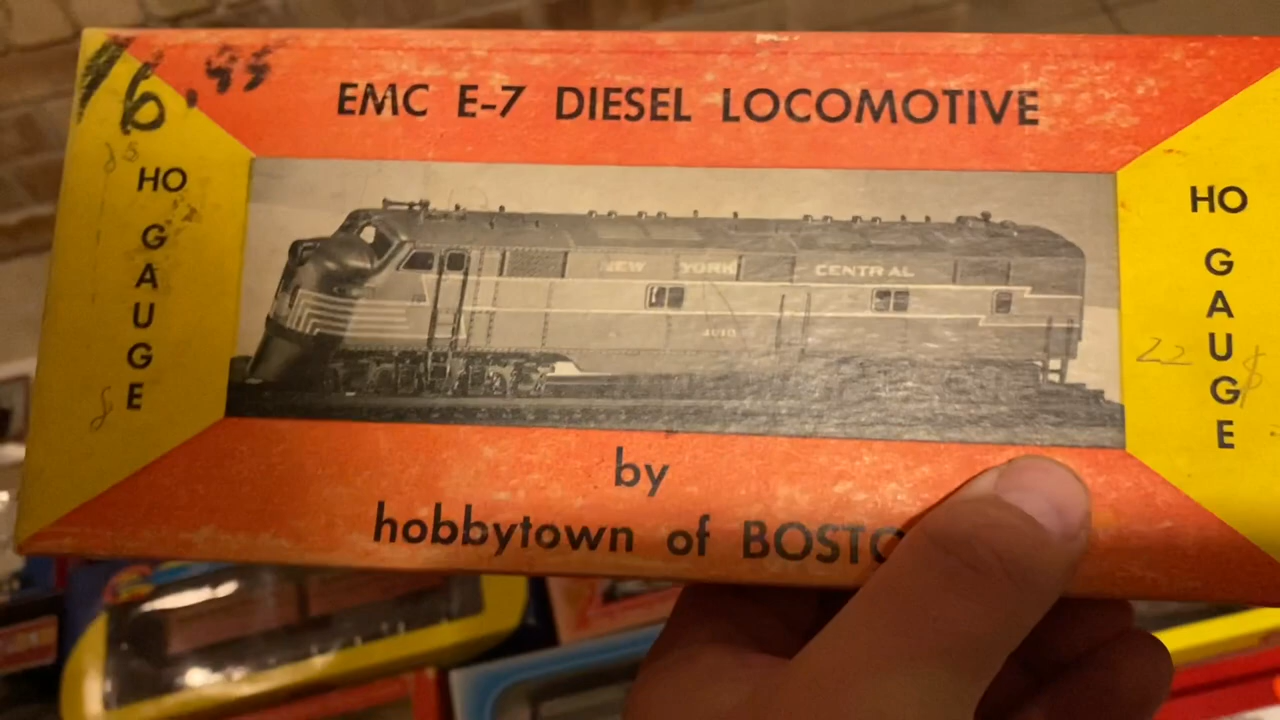 16.95
EMC E-7 DIESEL LOCOMOTIVE
HO
GAUGE
NEW YORK CENTRAL
HO
GAUGE
22 $
by
hobbytown of BOSTO